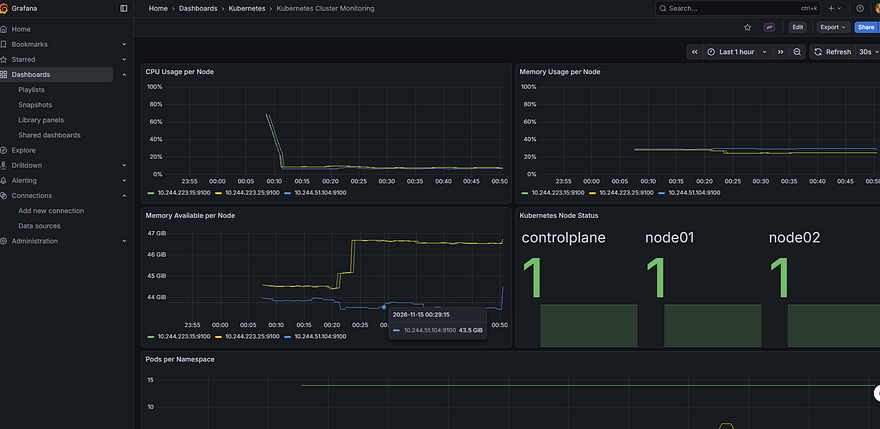 Grafana
Home › Dashboards › Kubernetes › Kubernetes Cluster Monitoring
Search...
ctrl+k
Home
Bookmarks
Starred
Dashboards
Playlists
Snapshots
Library panels
Shared dashboards
Explore
Drilldown
Alerting
Connections
Add new connection
Data sources
Administration
Edit
Export
Share
Last 1 hour
Refresh
30s
CPU Usage per Node
100%
80%
60%
40%
20%
0%
23:55 00:00 00:05 00:10 00:15 00:20 00:25 00:30 00:35 00:40 00:45 00:50
10.244.223.15:9100 10.244.223.25:9100 10.244.51.104:9100
Memory Usage per Node
100%
80%
60%
40%
20%
0%
23:55 00:00 00:05 00:10 00:15 00:20 00:25 00:30 00:35 00:40 00:45 00:50
10.244.223.15:9100 10.244.223.25:9100 10.244.51.104:9100
Memory Available per Node
47 GiB
46 GiB
45 GiB
44 GiB
23:55 00:00 00:05 00:10 00:15 00:20 00:25 00:50
10.244.223.15:9100 10.244.223.25:9100 10.244.51.104:9100
2026-11-15 00:29:15
10.244.51.104:9100 43.5 GiB
Kubernetes Node Status
controlplane
1
node01
1
node02
1
Pods per Namespace
15
10